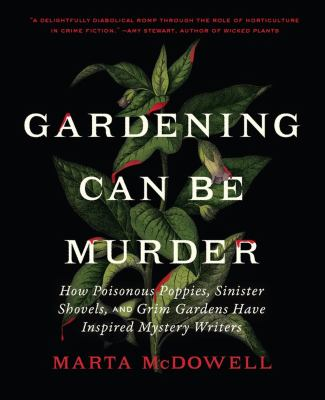 "A DELIGHTFULLY DIABOLICAL ROMP THROUGH THE ROLE OF HORTICULTURE
IN CRIME FICTION." —AMY STEWART, AUTHOR OF WICKED PLANTS
GARDENING
CAN BE
MURDER
How Poisonous Poppies, Sinister
Shovels, AND Grim Gardens Have
Inspired Mystery Writers
MARTA McDOWELL